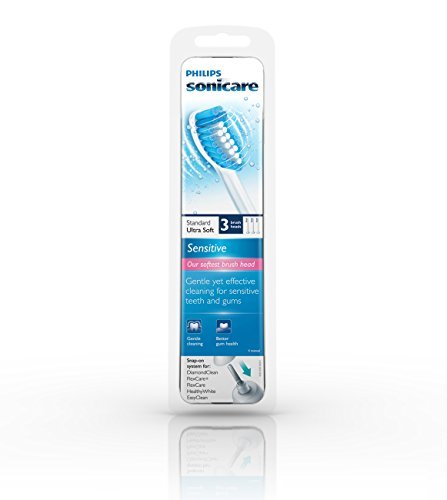 PHILIPS
sonicare
Standard
Ultra Soft
3 brush heads
Sensitive
Our softest brush head
Gentle yet effective
cleaning for sensitive
teeth and gums
Gentle
cleaning
Better
gum health
Snap-on
system for:
DiamondClean
FlexCare+
FlexCare
HealthyWhite
EasyClean